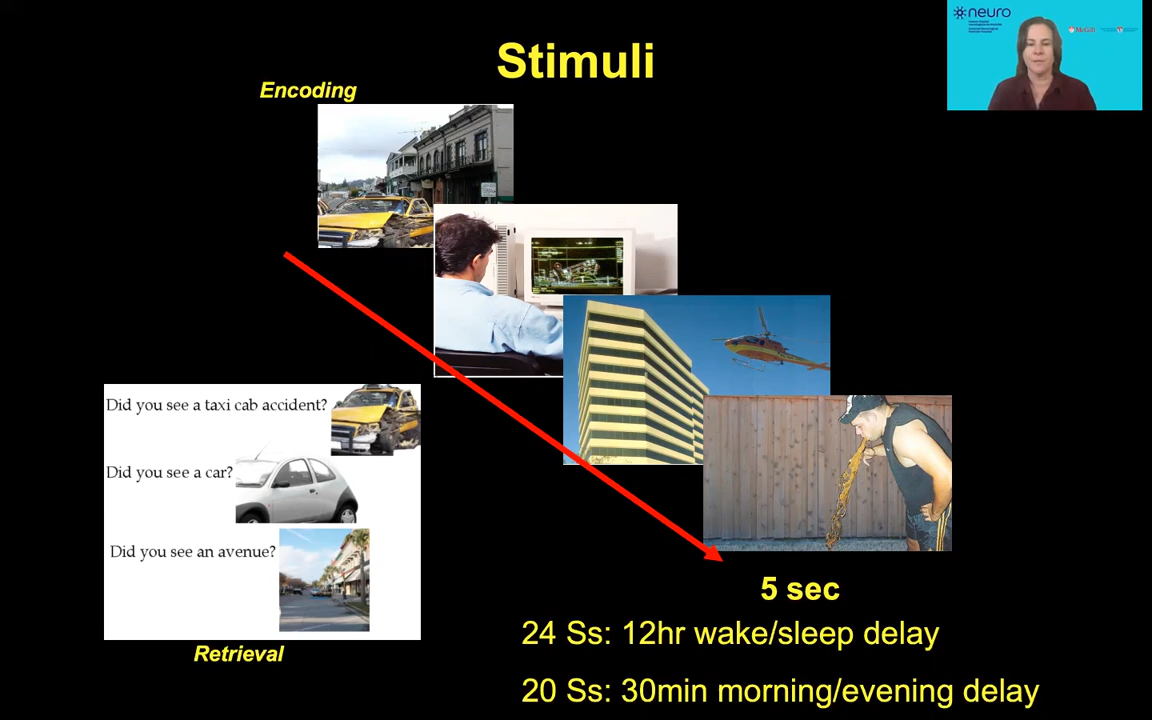 Stimuli
Encoding
neuro
McGill
Did you see a taxi cab accident?
Did you see a car?
Did you see an avenue?
Retrieval
5 sec
24 Ss: 12hr wake/sleep delay
20 Ss: 30min morning/evening delay